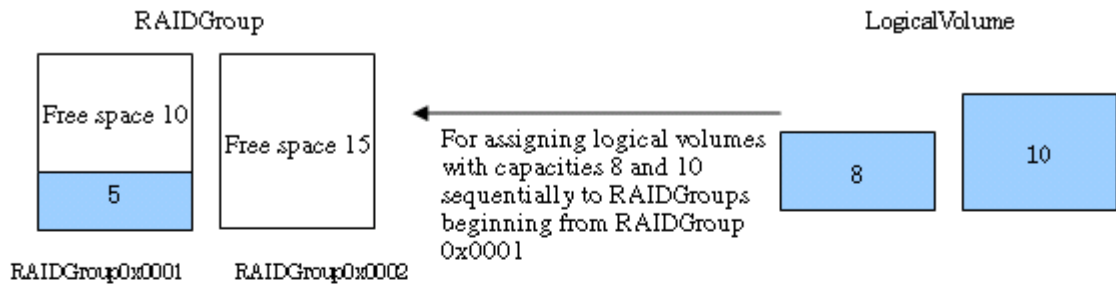 RAIDGroup
LogicalVolume
Free space 10
5
Free space 15
For assigning logical volumes
with capacities 8 and 10
sequentially to RAIDGroups
beginning from RAIDGroup
0x0001
8
10
RAIDGroup0x0001
RAIDGroup0x0002